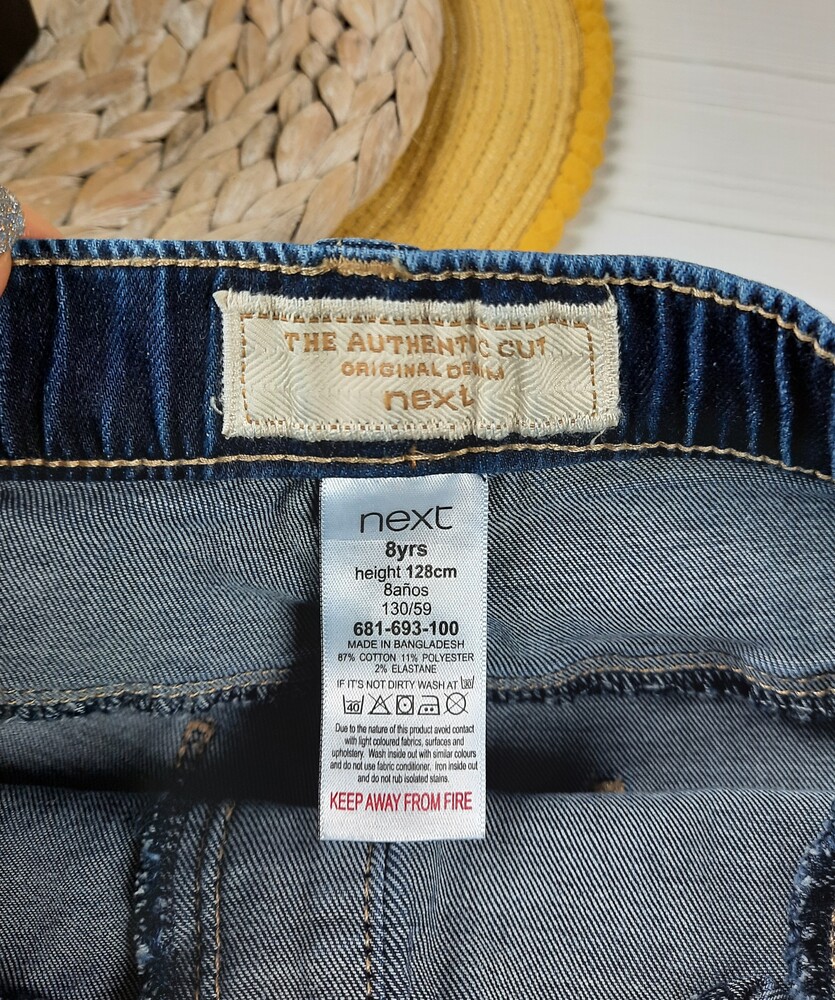 THE AUTHENTIC CUT
ORIGINAL DENIM
next
next
8yrs
height 128cm
8años
130/59
681-693-100
MADE IN BANGLADESH
87% COTTON 11% POLYESTER
2% ELASTANE
IF IT'S NOT DIRTY WASH AT 30
40
Due to the nature of this product avoid contact
with light coloured fabrics, surfaces and
upholstery. Wash inside out with similar colours
and do not use fabric conditioner. Iron inside out
and do not rub isolated stains.
KEEP AWAY FROM FIRE